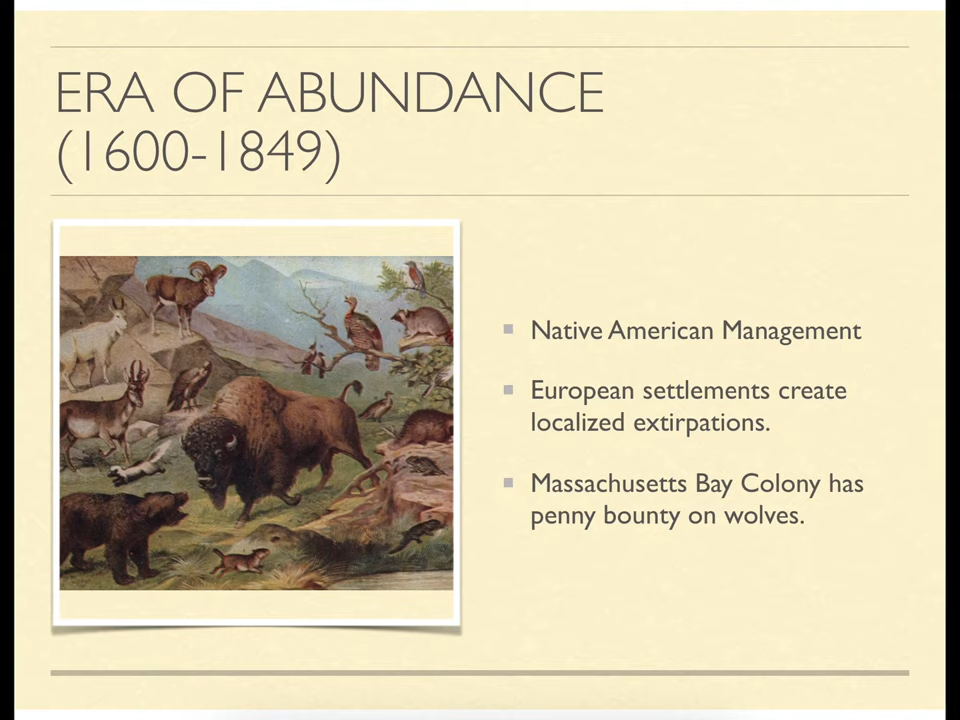 ERA OF ABUNDANCE
(1600-1849)
Native American Management
European settlements create
localized extirpations.
Massachusetts Bay Colony has
penny bounty on wolves.